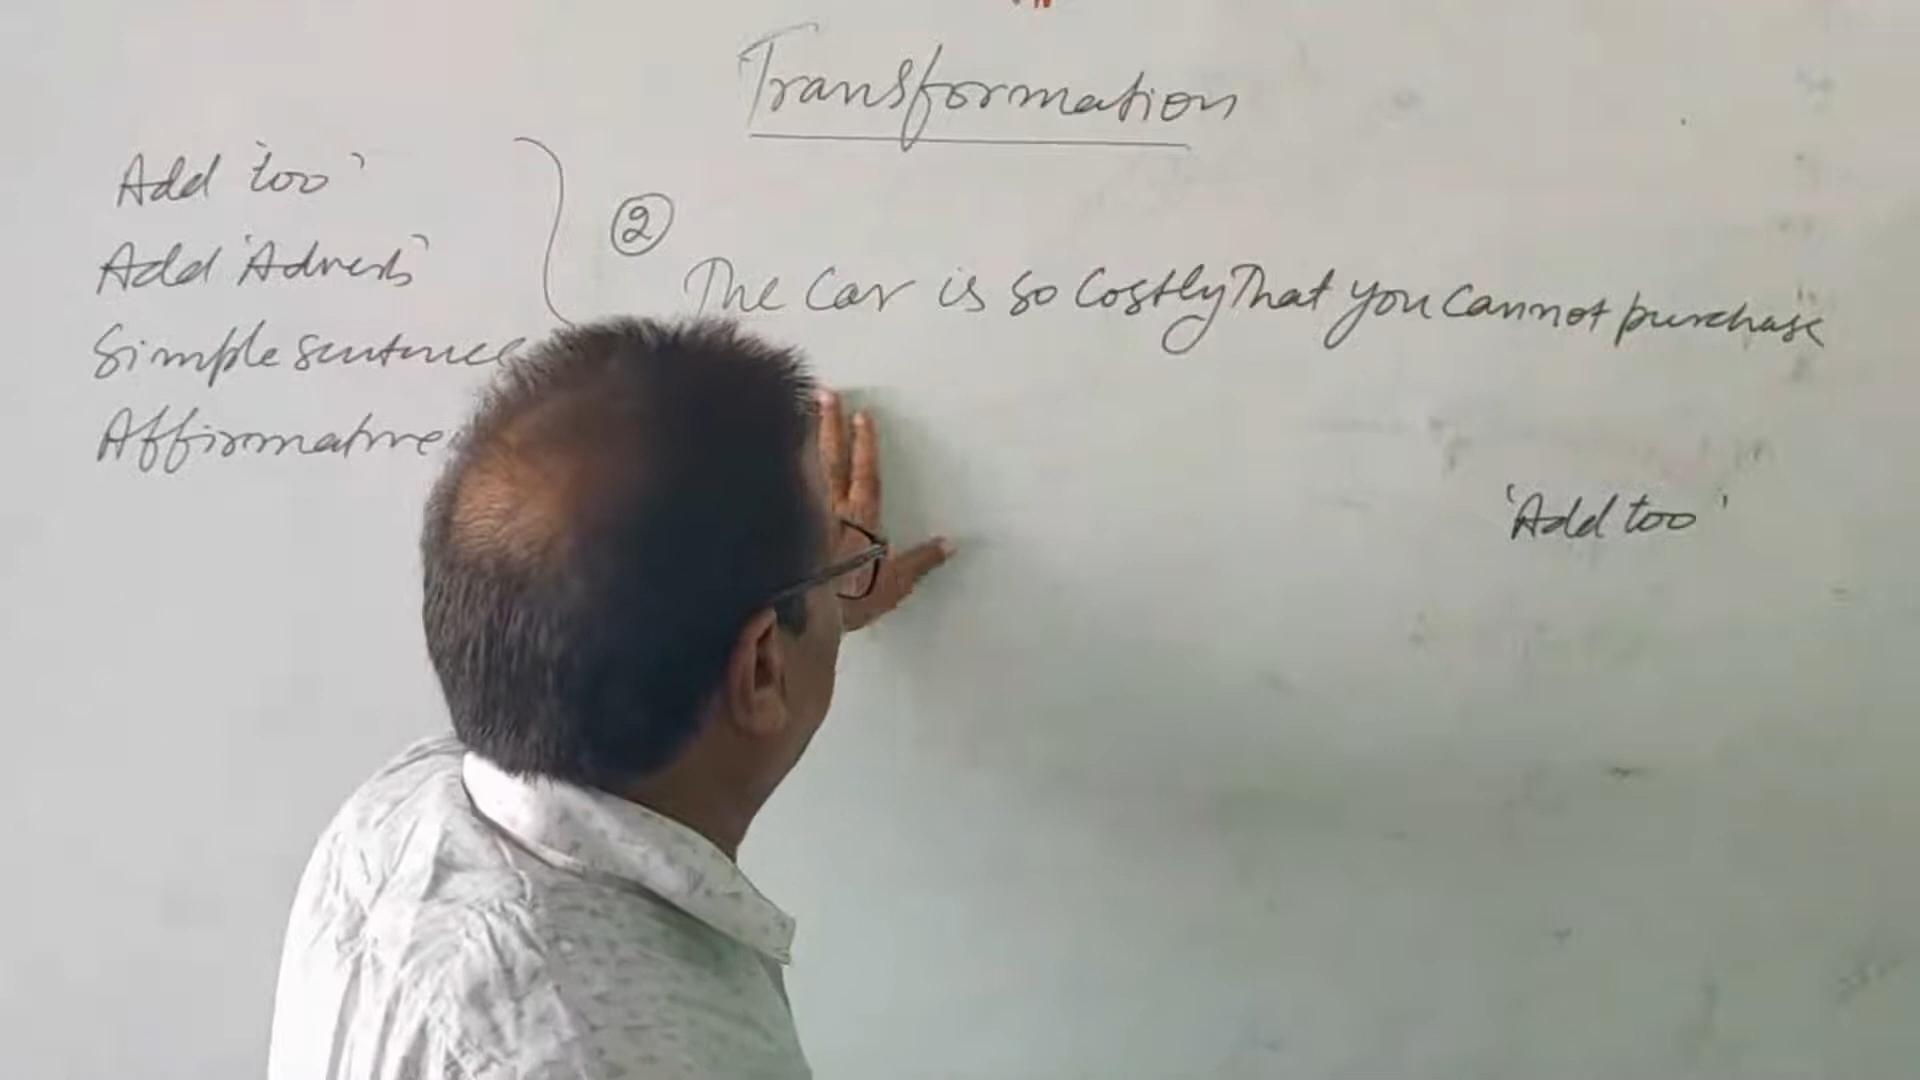 Transformation
Add 'too'
Add 'Adverb'
Simple sentence
Affirmative
②
The Car is so Costly That you Cannot purchase
'Add too'